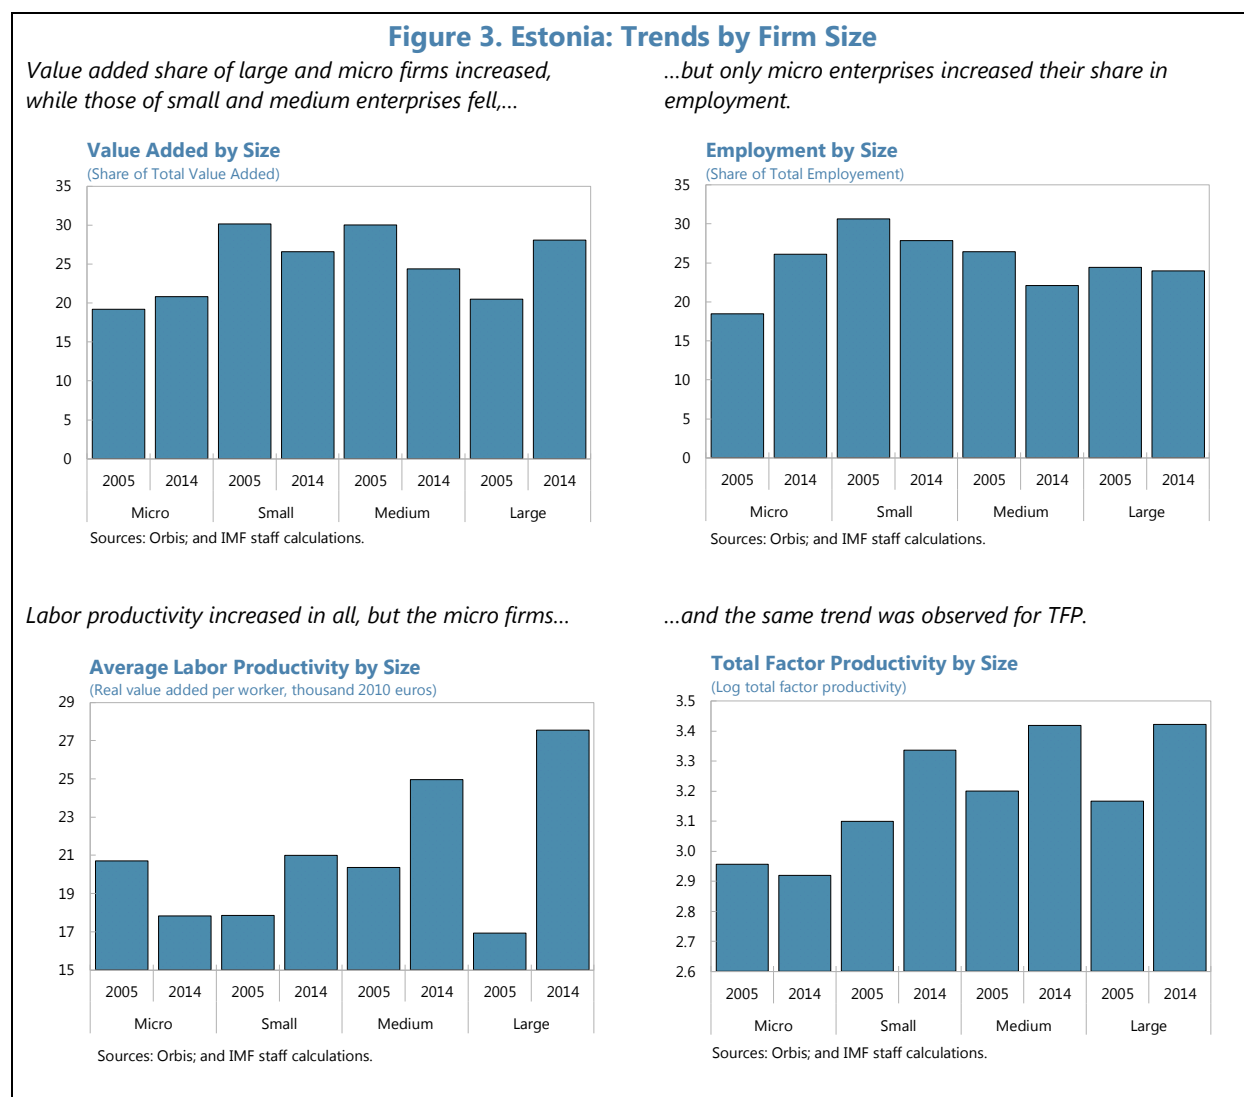 Figure 3. Estonia: Trends by Firm Size
Value added share of large and micro firms increased,
while those of small and medium enterprises fell,…
…but only micro enterprises increased their share in
employment.
Value Added by Size
(Share of Total Value Added)
35
30
25
20
15
10
5
0
2005 2014 2005 2014 2005 2014 2005 2014
Micro Small Medium Large
Sources: Orbis; and IMF staff calculations.
Employment by Size
(Share of Total Employement)
35
30
25
20
15
10
5
0
2005 2014 2005 2014 2005 2014 2005 2014
Micro Small Medium Large
Sources: Orbis; and IMF staff calculations.
Labor productivity increased in all, but the micro firms…
…and the same trend was observed for TFP.
Average Labor Productivity by Size
(Real value added per worker, thousand 2010 euros)
29
27
25
23
21
19
17
15
2005 2014 2005 2014 2005 2014 2005 2014
Micro Small Medium Large
Sources: Orbis; and IMF staff calculations.
Total Factor Productivity by Size
(Log total factor productivity)
3.5
3.4
3.3
3.2
3.1
3.0
2.9
2.8
2.7
2.6
2005 2014 2005 2014 2005 2014 2005 2014
Micro Small Medium Large
Sources: Orbis; and IMF staff calculations.